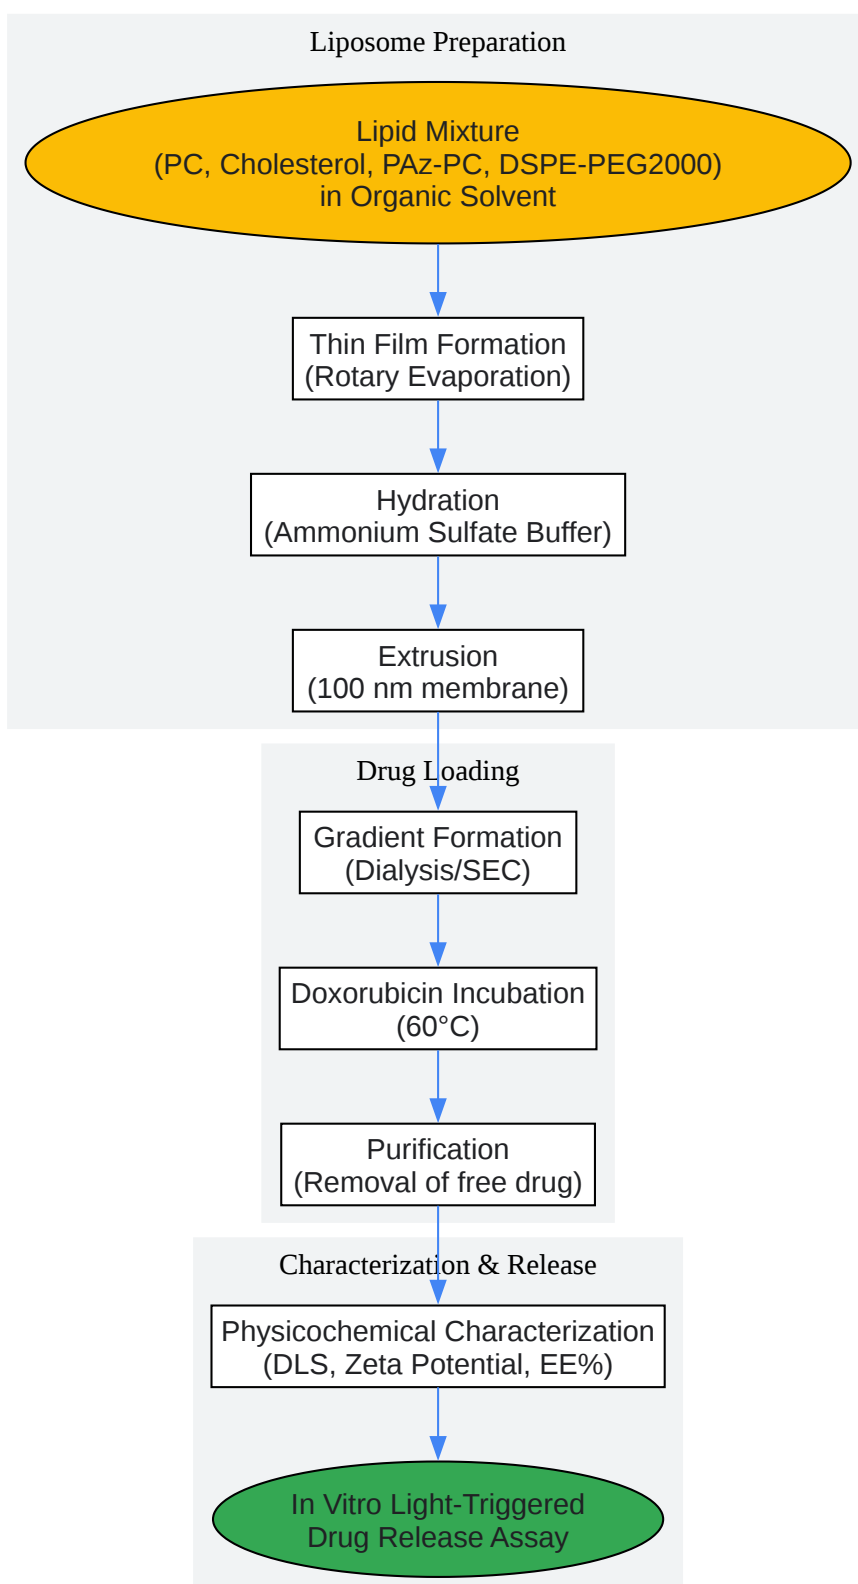 Liposome Preparation
Lipid Mixture
(PC, Cholesterol, PAz-PC, DSPE-PEG2000)
in Organic Solvent
Thin Film Formation
(Rotary Evaporation)
Hydration
(Ammonium Sulfate Buffer)
Extrusion
(100 nm membrane)
Drug Loading
Gradient Formation
(Dialysis/SEC)
Doxorubicin Incubation
(60°C)
Purification
(Removal of free drug)
Characterization & Release
Physicochemical Characterization
(DLS, Zeta Potential, EE%)
In Vitro Light-Triggered
Drug Release Assay